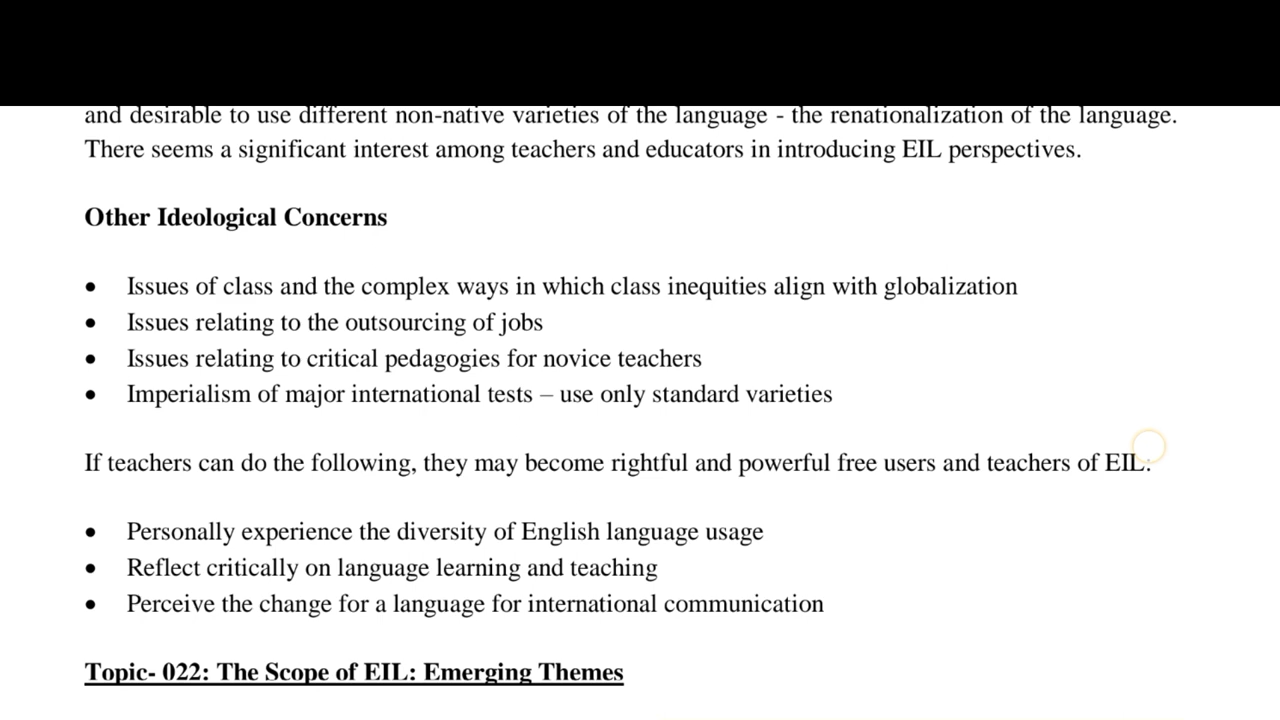 and desirable to use different non-native varieties of the language - the renationalization of the language.
There seems a significant interest among teachers and educators in introducing EIL perspectives.
Other Ideological Concerns
• Issues of class and the complex ways in which class inequities align with globalization
• Issues relating to the outsourcing of jobs
• Issues relating to critical pedagogies for novice teachers
• Imperialism of major international tests – use only standard varieties
If teachers can do the following, they may become rightful and powerful free users and teachers of EIL:
• Personally experience the diversity of English language usage
• Reflect critically on language learning and teaching
• Perceive the change for a language for international communication
Topic- 022: The Scope of EIL: Emerging Themes